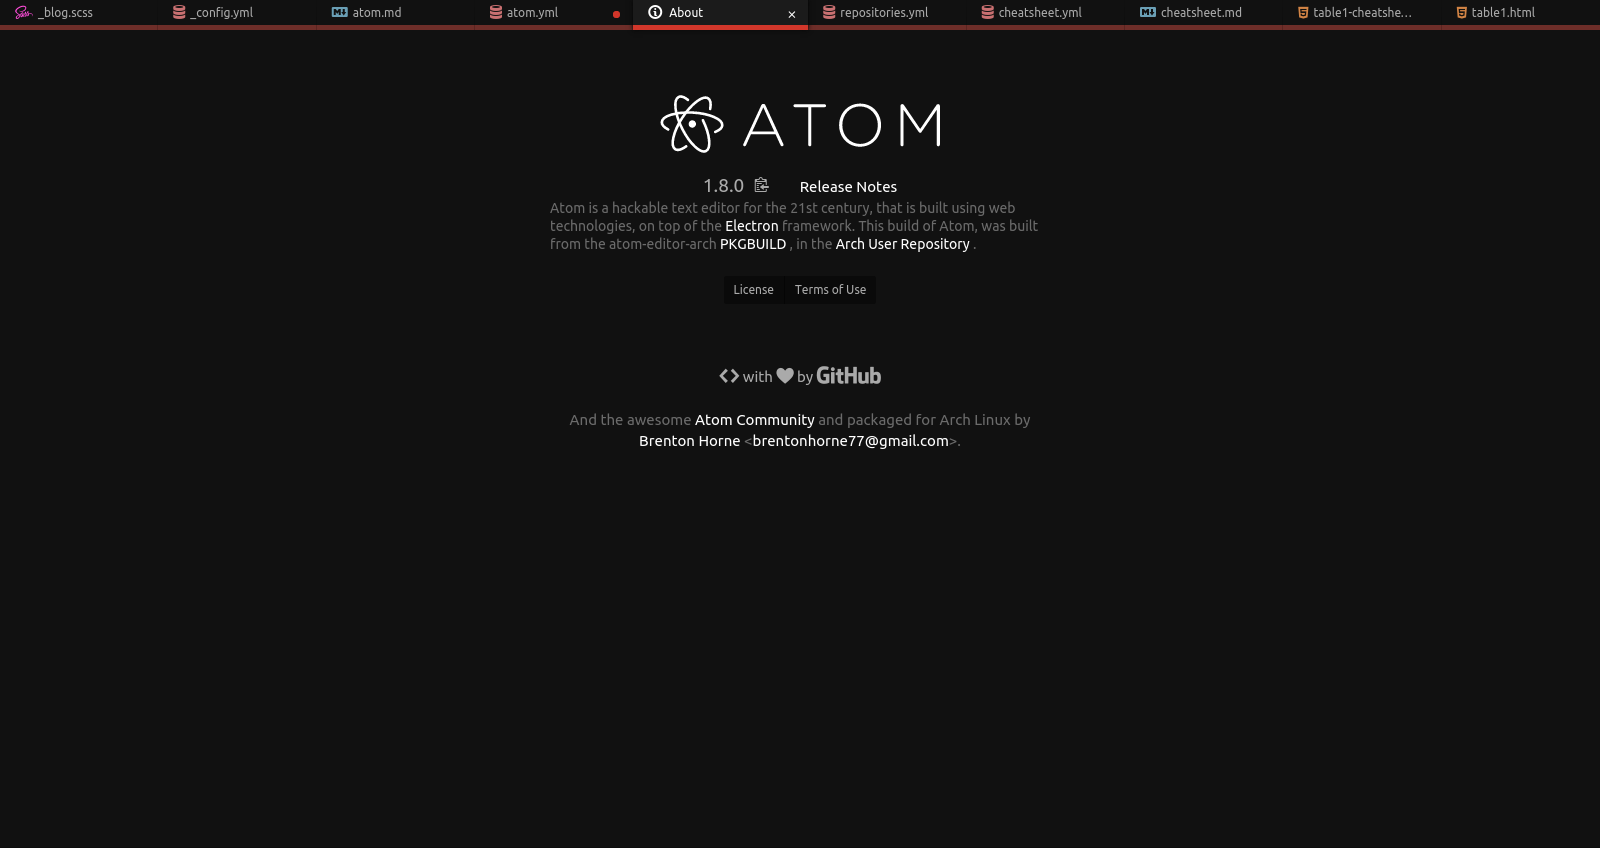 _blog.scss
_config.yml
atom.md
atom.yml
About
repositories.yml
cheatsheet.yml
cheatsheet.md
table1-cheatshe...
table1.html
ATOM
1.8.0 Release Notes
Atom is a hackable text editor for the 21st century, that is built using web
technologies, on top of the Electron framework. This build of Atom, was built
from the atom-editor-arch PKGBUILD , in the Arch User Repository .
License Terms of Use
with by GitHub
And the awesome Atom Community and packaged for Arch Linux by
Brenton Horne <brentonhorne77@gmail.com>.